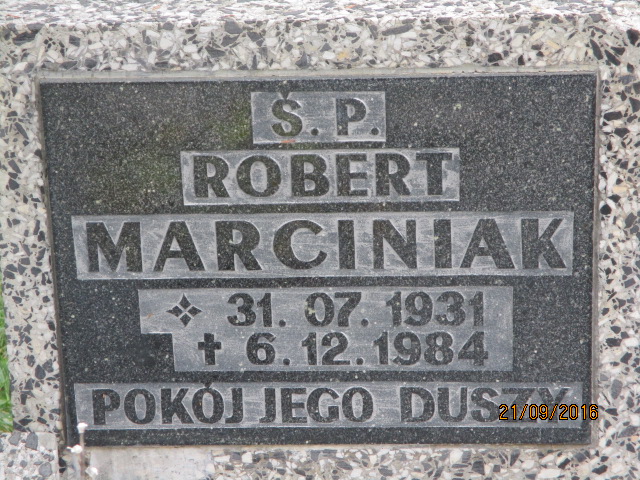 Ś. P.
ROBERT
MARCINIAK
31. 07. 1931
✝ 6. 12. 1984
POKÓJ JEGO DUSZY
21/09/2016